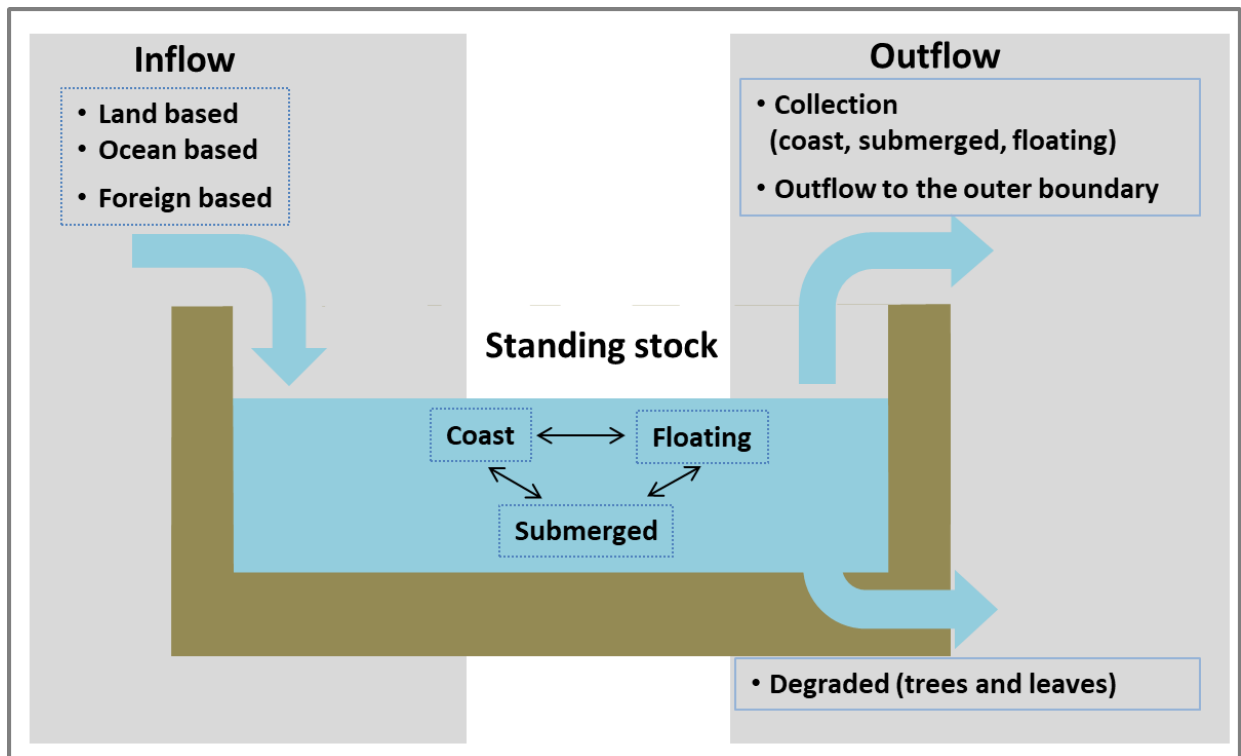 Inflow
• Land based
• Ocean based
• Foreign based
Outflow
• Collection
(coast, submerged, floating)
• Outflow to the outer boundary
Standing stock
Coast
Floating
Submerged
• Degraded (trees and leaves)